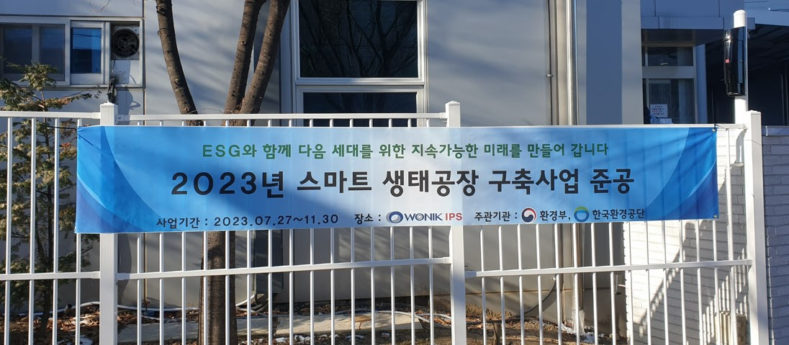 ESG와 함께 다음 세대를 위한 지속가능한 미래를 만들어 갑니다
2023년 스마트 생태공장 구축사업 준공
사업기간 : 2023.07.27~11.30 장소 : WONIK IPS 주관기관 : 환경부, 한국환경공단